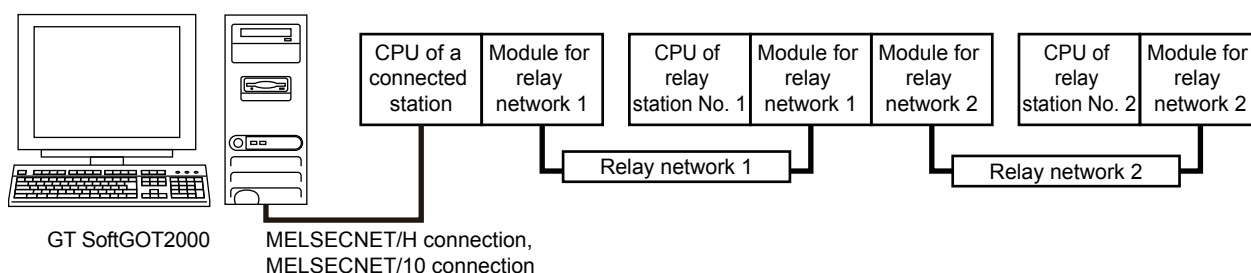 CPU of a
connected
station
Module for
relay
network 1
CPU of
relay
station No. 1
Module for
relay
network 1
Module for
relay
network 2
CPU of
relay
station No. 2
Module for
relay
network 2
Relay network 1
Relay network 2
GT SoftGOT2000
MELSECNET/H connection,
MELSECNET/10 connection